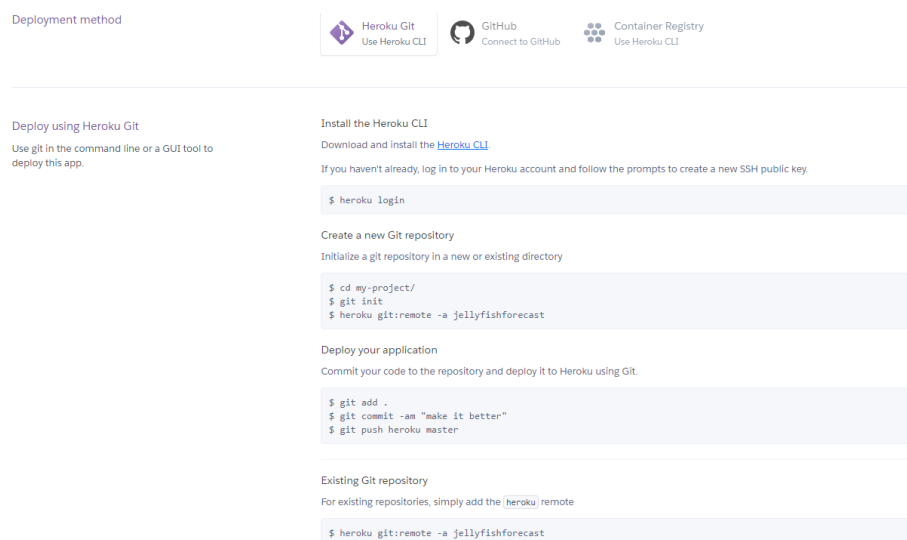 Deployment method
Heroku Git
Use Heroku CLI
GitHub
Connect to GitHub
Container Registry
Use Heroku CLI
Deploy using Heroku Git
Use git in the command line or a GUI tool to
deploy this app.
Install the Heroku CLI
Download and install the Heroku CLI.
If you haven't already, log in to your Heroku account and follow the prompts to create a new SSH public key.
$ heroku login
Create a new Git repository
Initialize a git repository in a new or existing directory
$ cd my-project/
$ git init
$ heroku git:remote -a jellyfishforecast
Deploy your application
Commit your code to the repository and deploy it to Heroku using Git.
$ git add .
$ git commit -am "make it better"
$ git push heroku master
Existing Git repository
For existing repositories, simply add the heroku remote
$ heroku git:remote -a jellyfishforecast